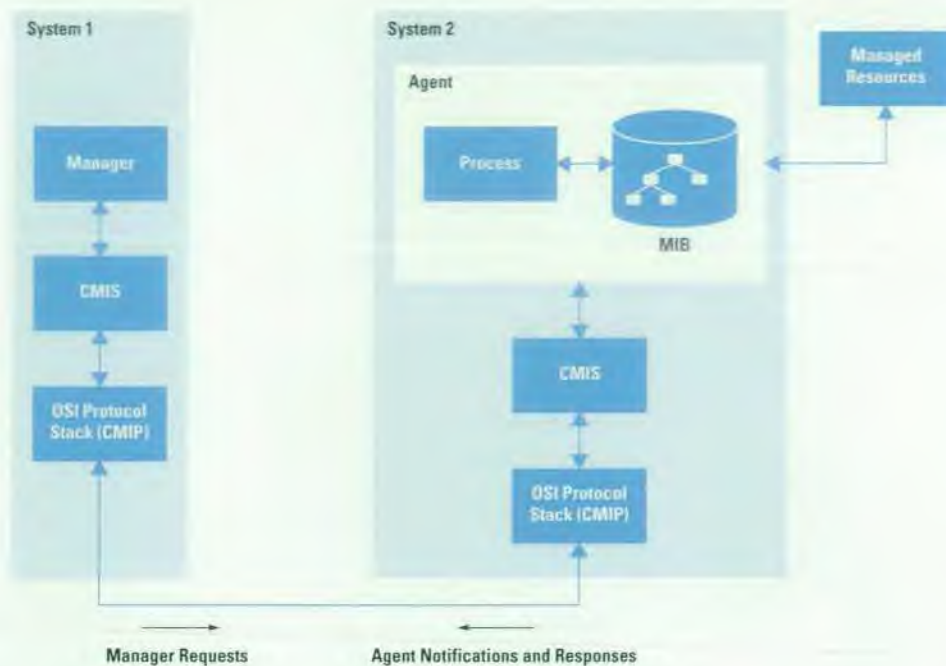 System 1
Manager
CMIS
OSI Protocol
Stack (CMIP)
System 2
Agent
Process
MIB
CMIS
OSI Protocol
Stack (CMIP)
Managed
Resources
Manager Requests
Agent Notifications and Responses